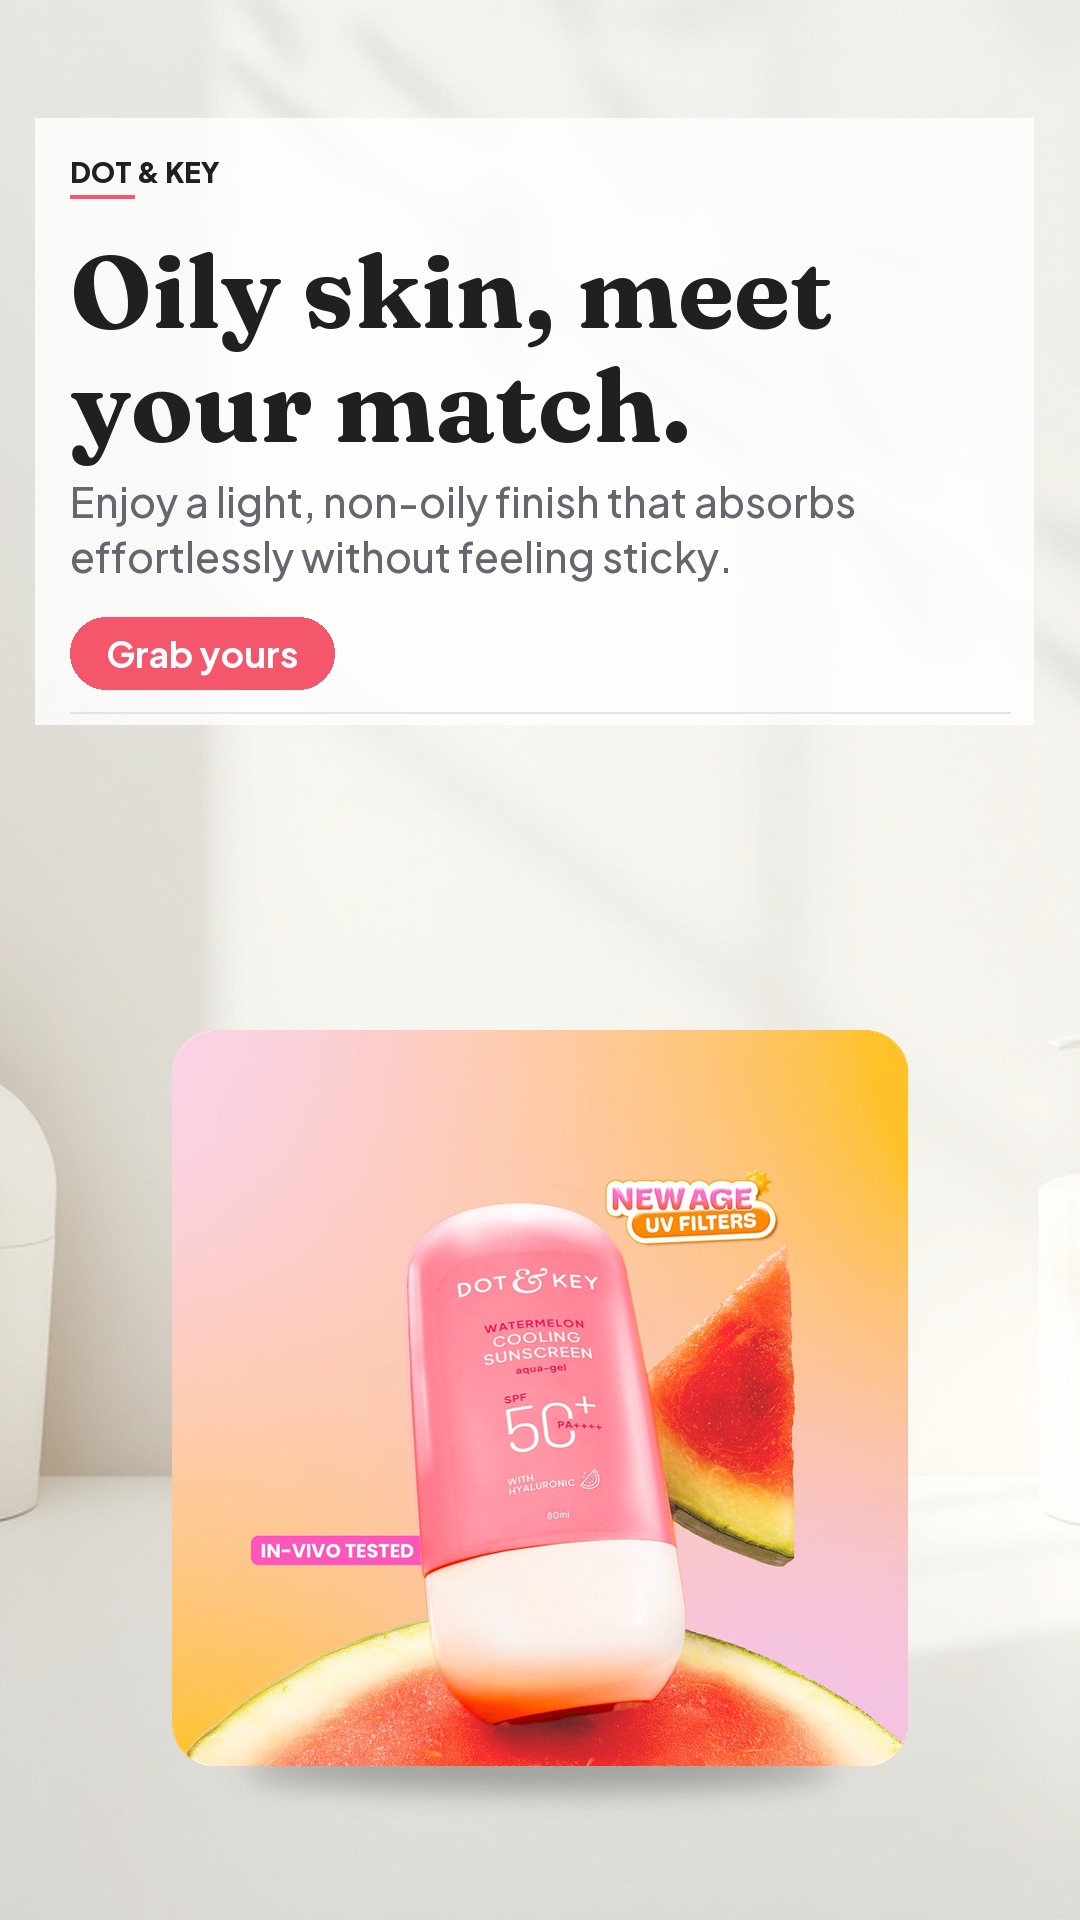 DOT & KEY
Oily skin, meet
your match.
Enjoy a light, non-oily finish that absorbs
effortlessly without feeling sticky.
Grab yours
NEW AGE
UV FILTERS
DOT & KEY
WATERMELON
COOLING
SUNSCREEN
aqua-gel
SPF
50+
PA++++
WITH
HYALURONIC
80ml
IN-VIVO TESTED